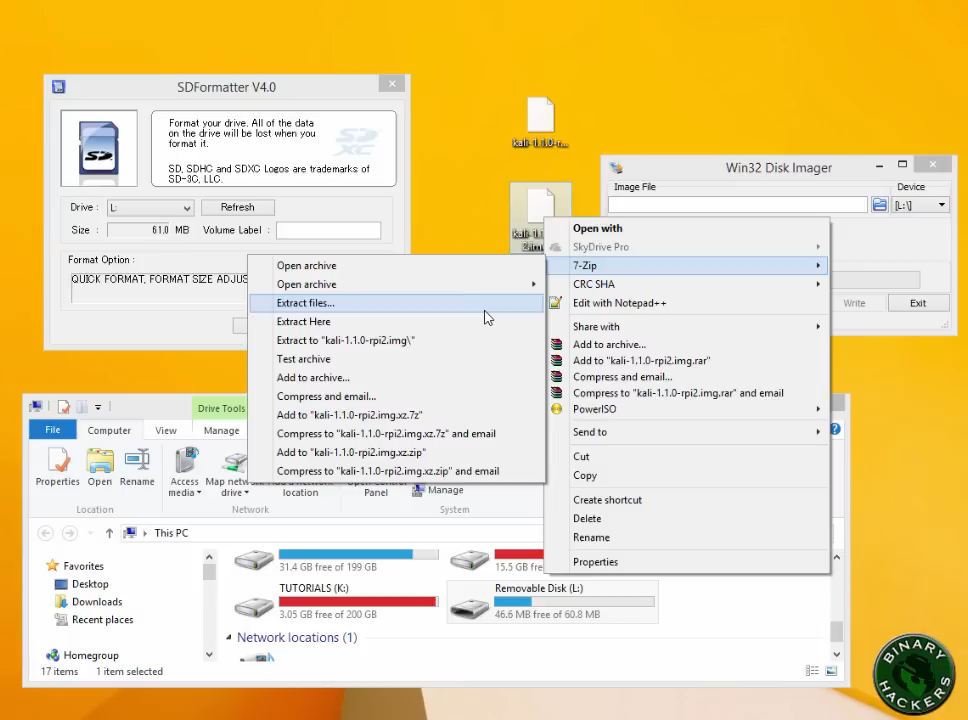 SDFormatter V4.0
Format your drive. All of the data
on the drive will be lost when you
format it.
SD, SDHC and SDXC Logos are trademarks of
SD-3C, LLC.
Drive :
L:
Refresh
Size :
61.0 MB
Volume Label :
Format Option :
QUICK FORMAT, FORMAT SIZE ADJUS
kali-1.1.0-r...
Win32 Disk Imager
Image File
Device
[L:\]
Write
Exit
Open with
SkyDrive Pro
7-Zip
CRC SHA
Edit with Notepad++
Share with
Add to archive...
Add to "kali-1.1.0-rpi2.img.rar"
Compress and email...
Compress to "kali-1.1.0-rpi2.img.rar" and email
PowerISO
Send to
Cut
Copy
Create shortcut
Delete
Rename
Properties
Open archive
Open archive
Extract files...
Extract Here
Extract to "kali-1.1.0-rpi2.img\"
Test archive
Add to archive...
Compress and email...
Add to "kali-1.1.0-rpi2.img.xz.7z"
Compress to "kali-1.1.0-rpi2.img.xz.7z" and email
Add to "kali-1.1.0-rpi2.img.xz.zip"
Compress to "kali-1.1.0-rpi2.img.xz.zip" and email
Drive Tools
File
Computer
View
Manage
Properties
Open
Rename
Access
media
Map
drive
location
Panel
Manage
Location
Network
System
This PC
Favorites
Desktop
Downloads
Recent places
Homegroup
31.4 GB free of 199 GB
15.5 GB
TUTORIALS (K:)
3.05 GB free of 200 GB
Removable Disk (L:)
46.6 MB free of 60.8 MB
Network locations (1)
17 items
1 item selected
BINARY
HACKERS